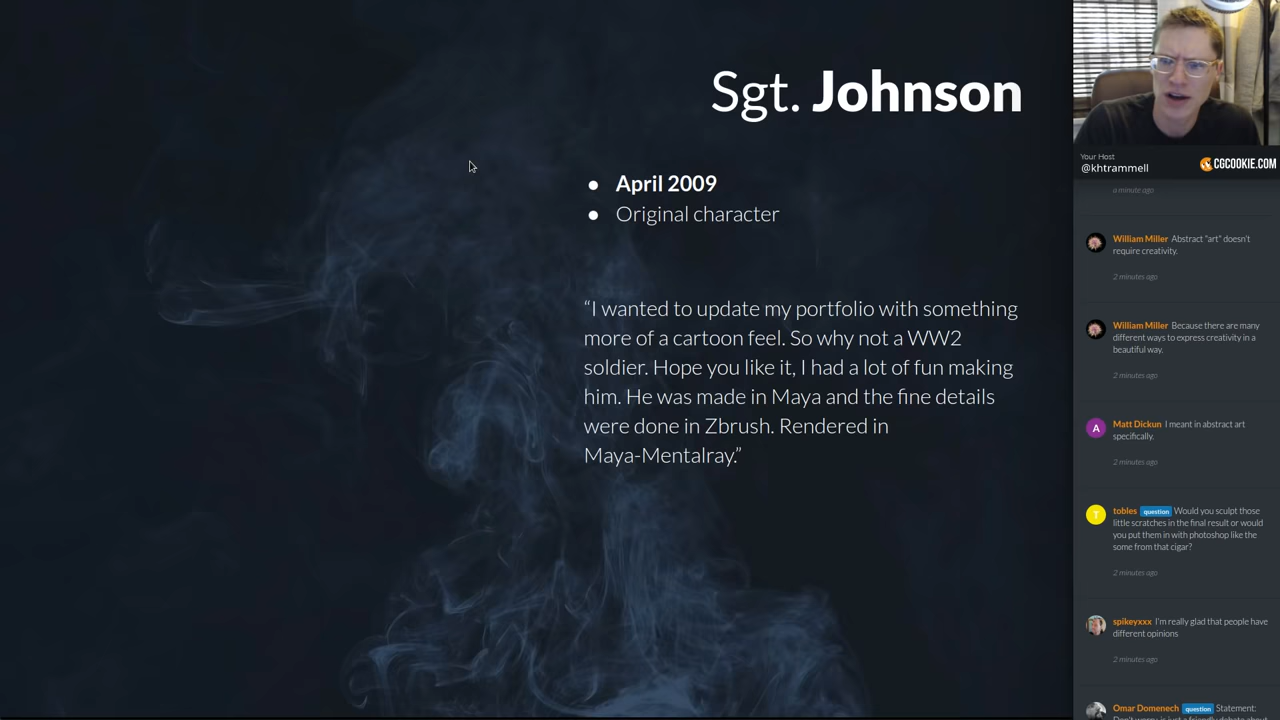 Sgt. Johnson
● April 2009
● Original character
“I wanted to update my portfolio with something
more of a cartoon feel. So why not a WW2
soldier. Hope you like it, I had a lot of fun making
him. He was made in Maya and the fine details
were done in Zbrush. Rendered in
Maya-Mentalray.”
Your Host
@khtrammell
CGCOOKIE.COM
a minute ago
William Miller Abstract "art" doesn't
require creativity.
2 minutes ago
William Miller Because there are many
different ways to express creativity in a
beautiful way.
2 minutes ago
A
Matt Dickun I meant in abstract art
specifically.
2 minutes ago
T
tobles question Would you sculpt those
little scratches in the final result or would
you put them in with photoshop like the
some from that cigar?
2 minutes ago
spikeyxxx I'm really glad that people have
different opinions
2 minutes ago
Omar Domenech question Statement: